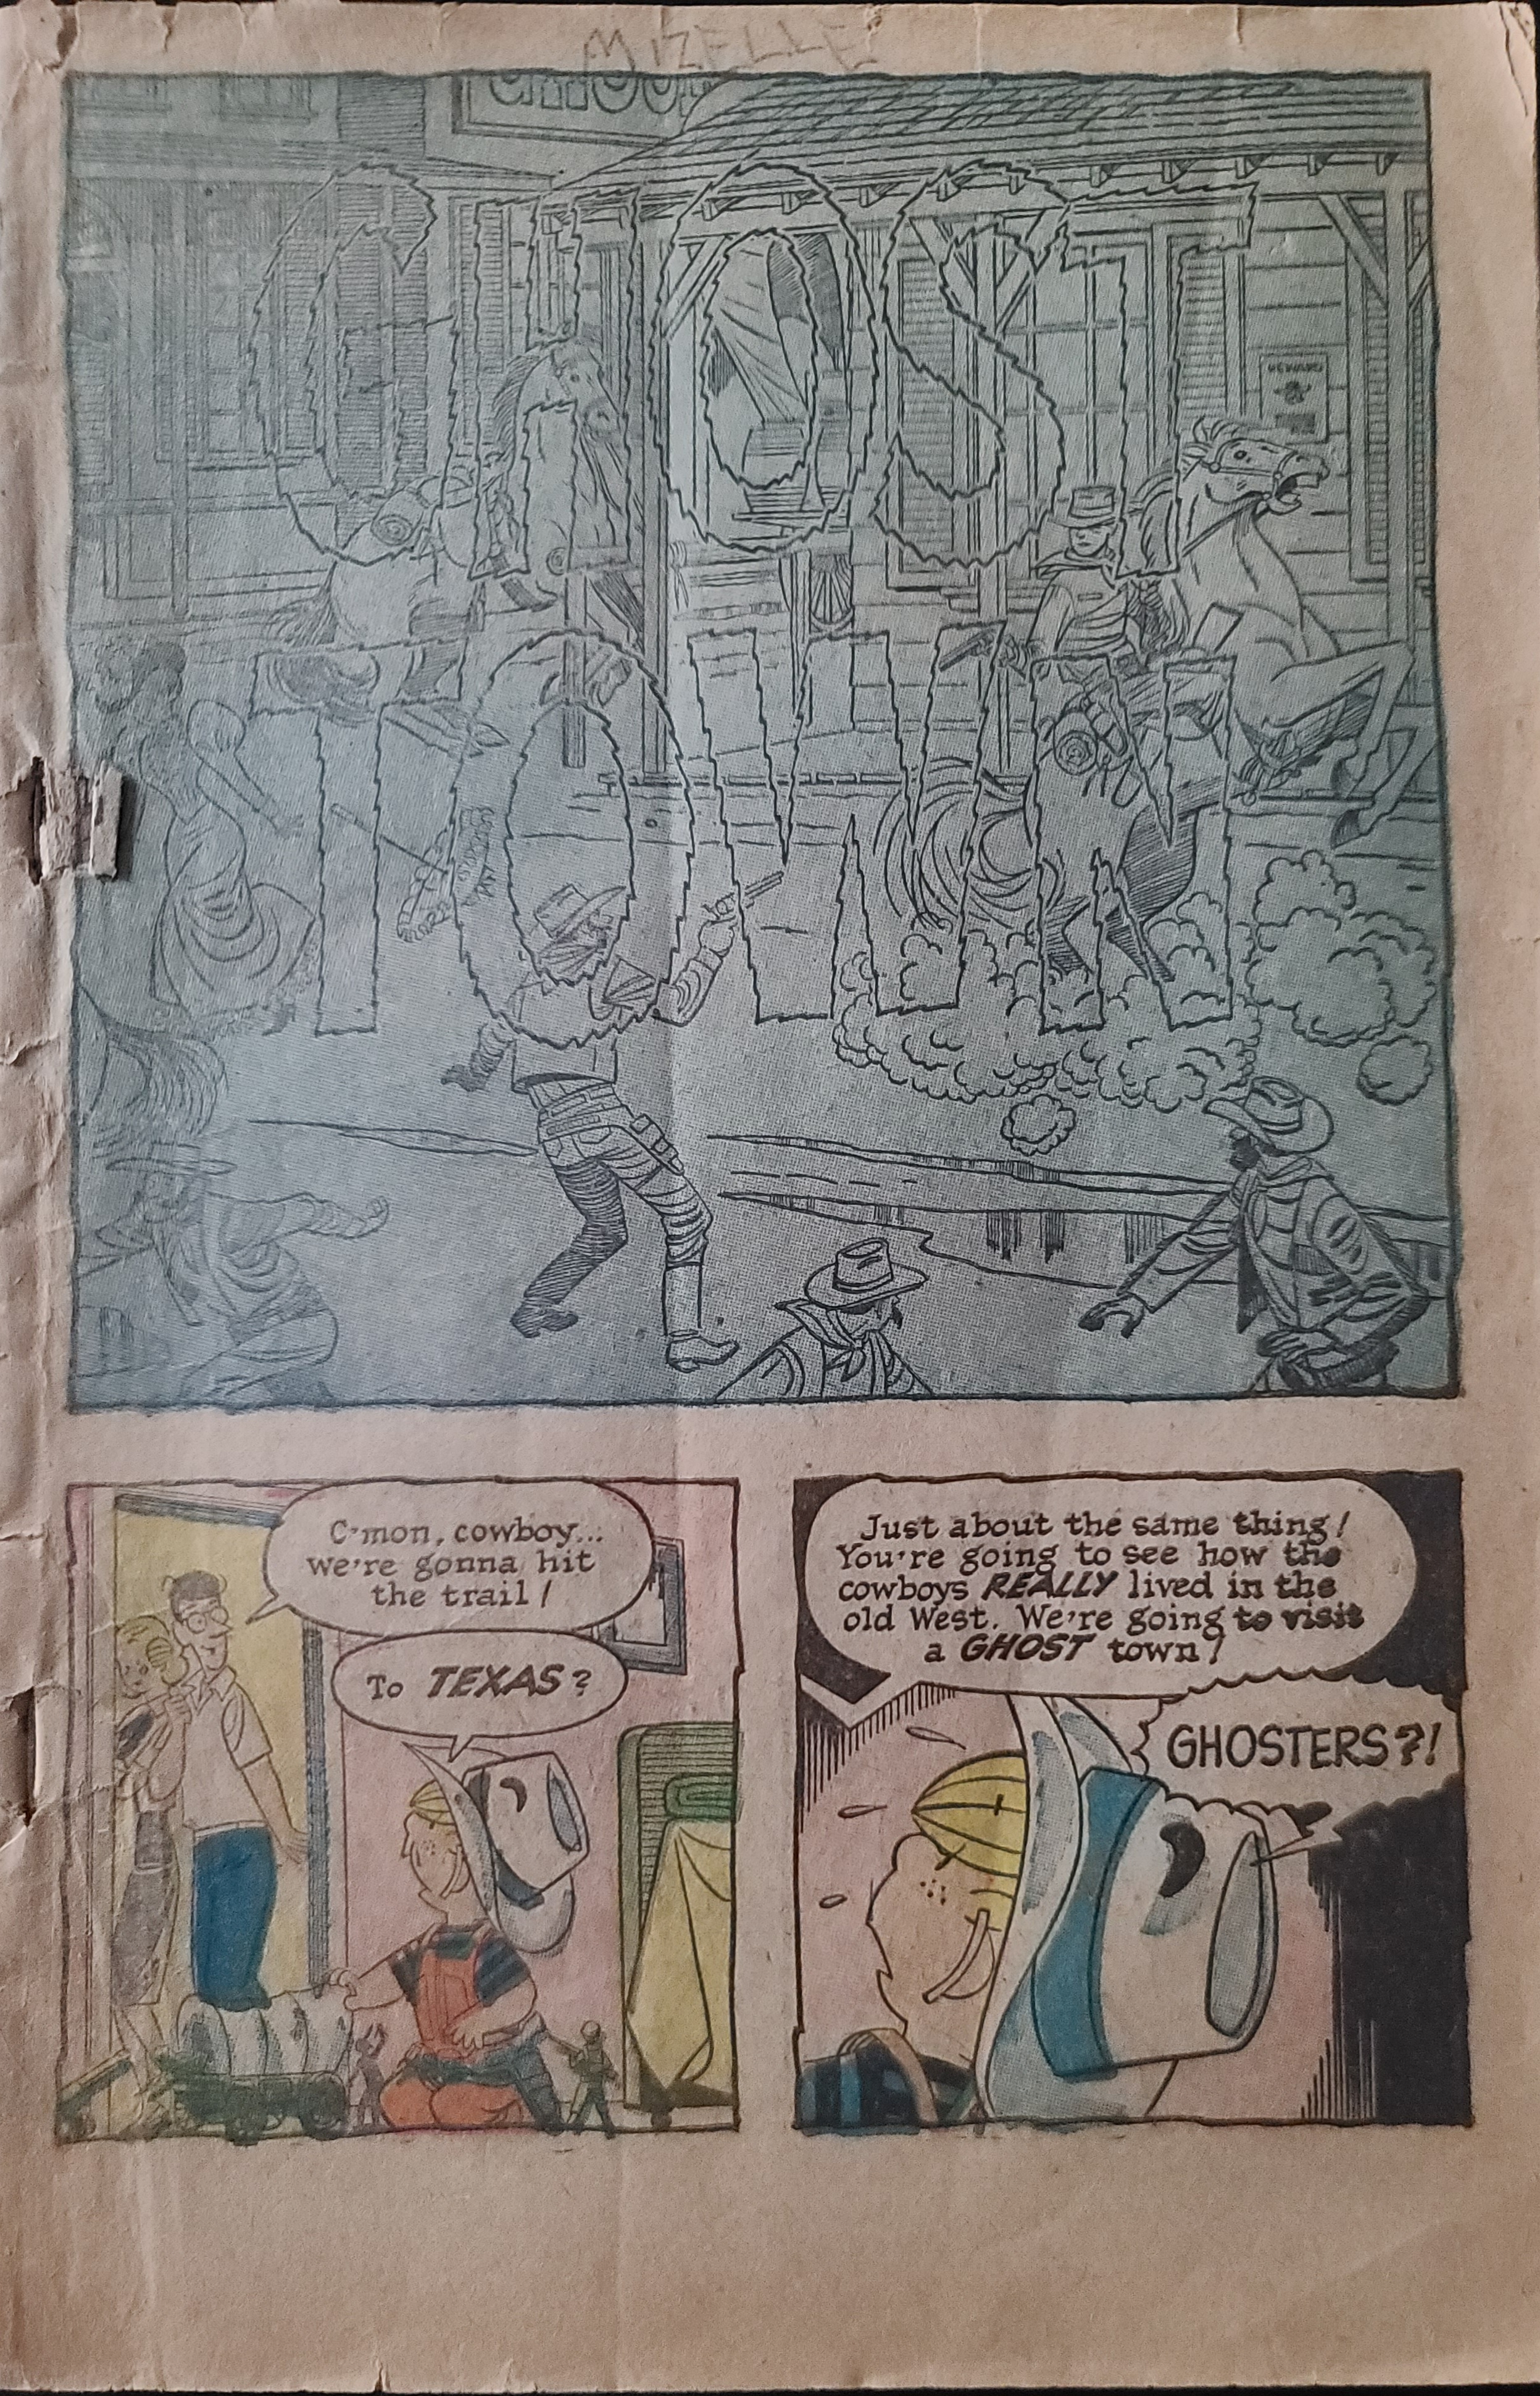 MIZELLE
GHOST
REWARD
TOWN
C'mon, cowboy...
we're gonna hit
the trail!
To TEXAS?
Just about the same thing!
You're going to see how the
cowboys REALLY lived in the
old West. We're going to visit
a GHOST town!
GHOSTERS?!